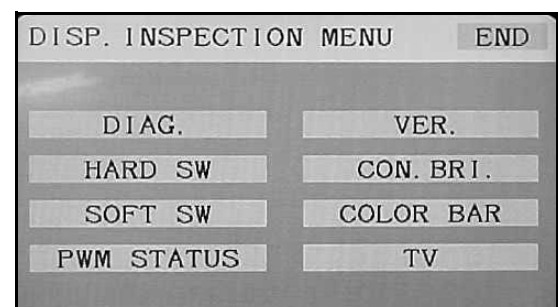 DISP. INSPECTION MENU END
DIAG. VER.
HARD SW CON. BRI.
SOFT SW COLOR BAR
PWM STATUS TV